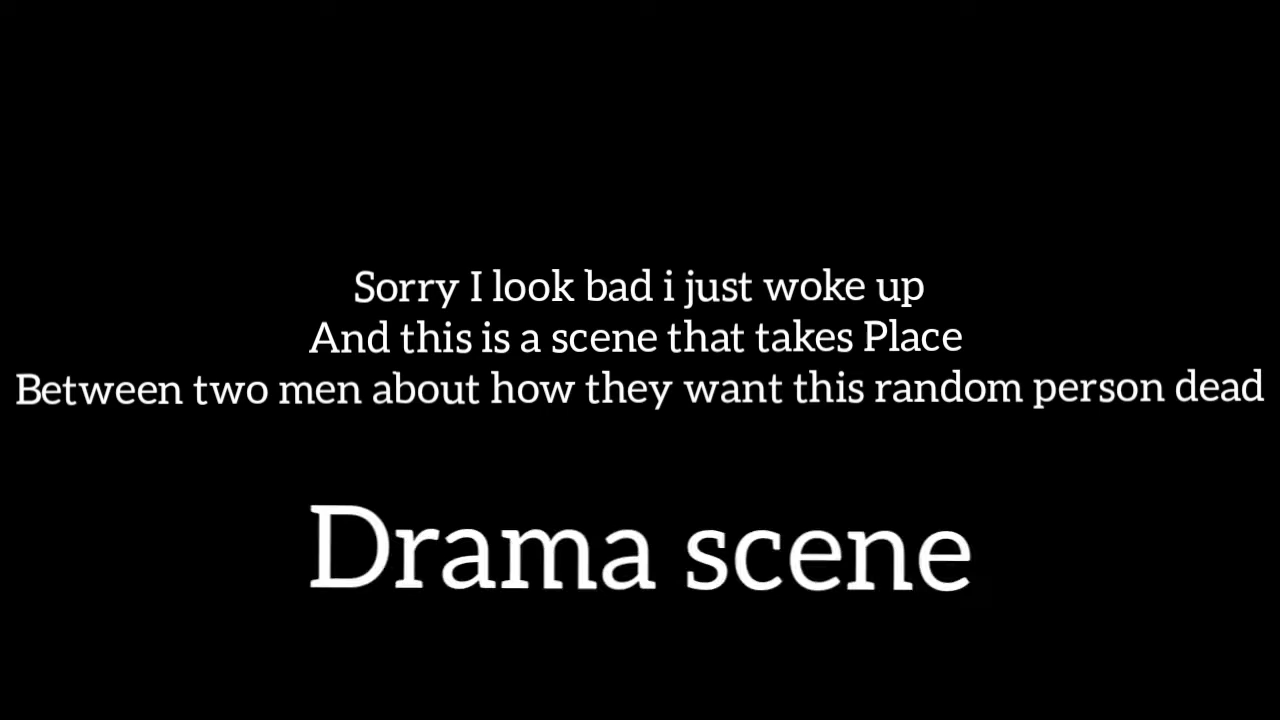 Sorry I look bad i just woke up
And this is a scene that takes Place
Between two men about how they want this random person dead
Drama scene